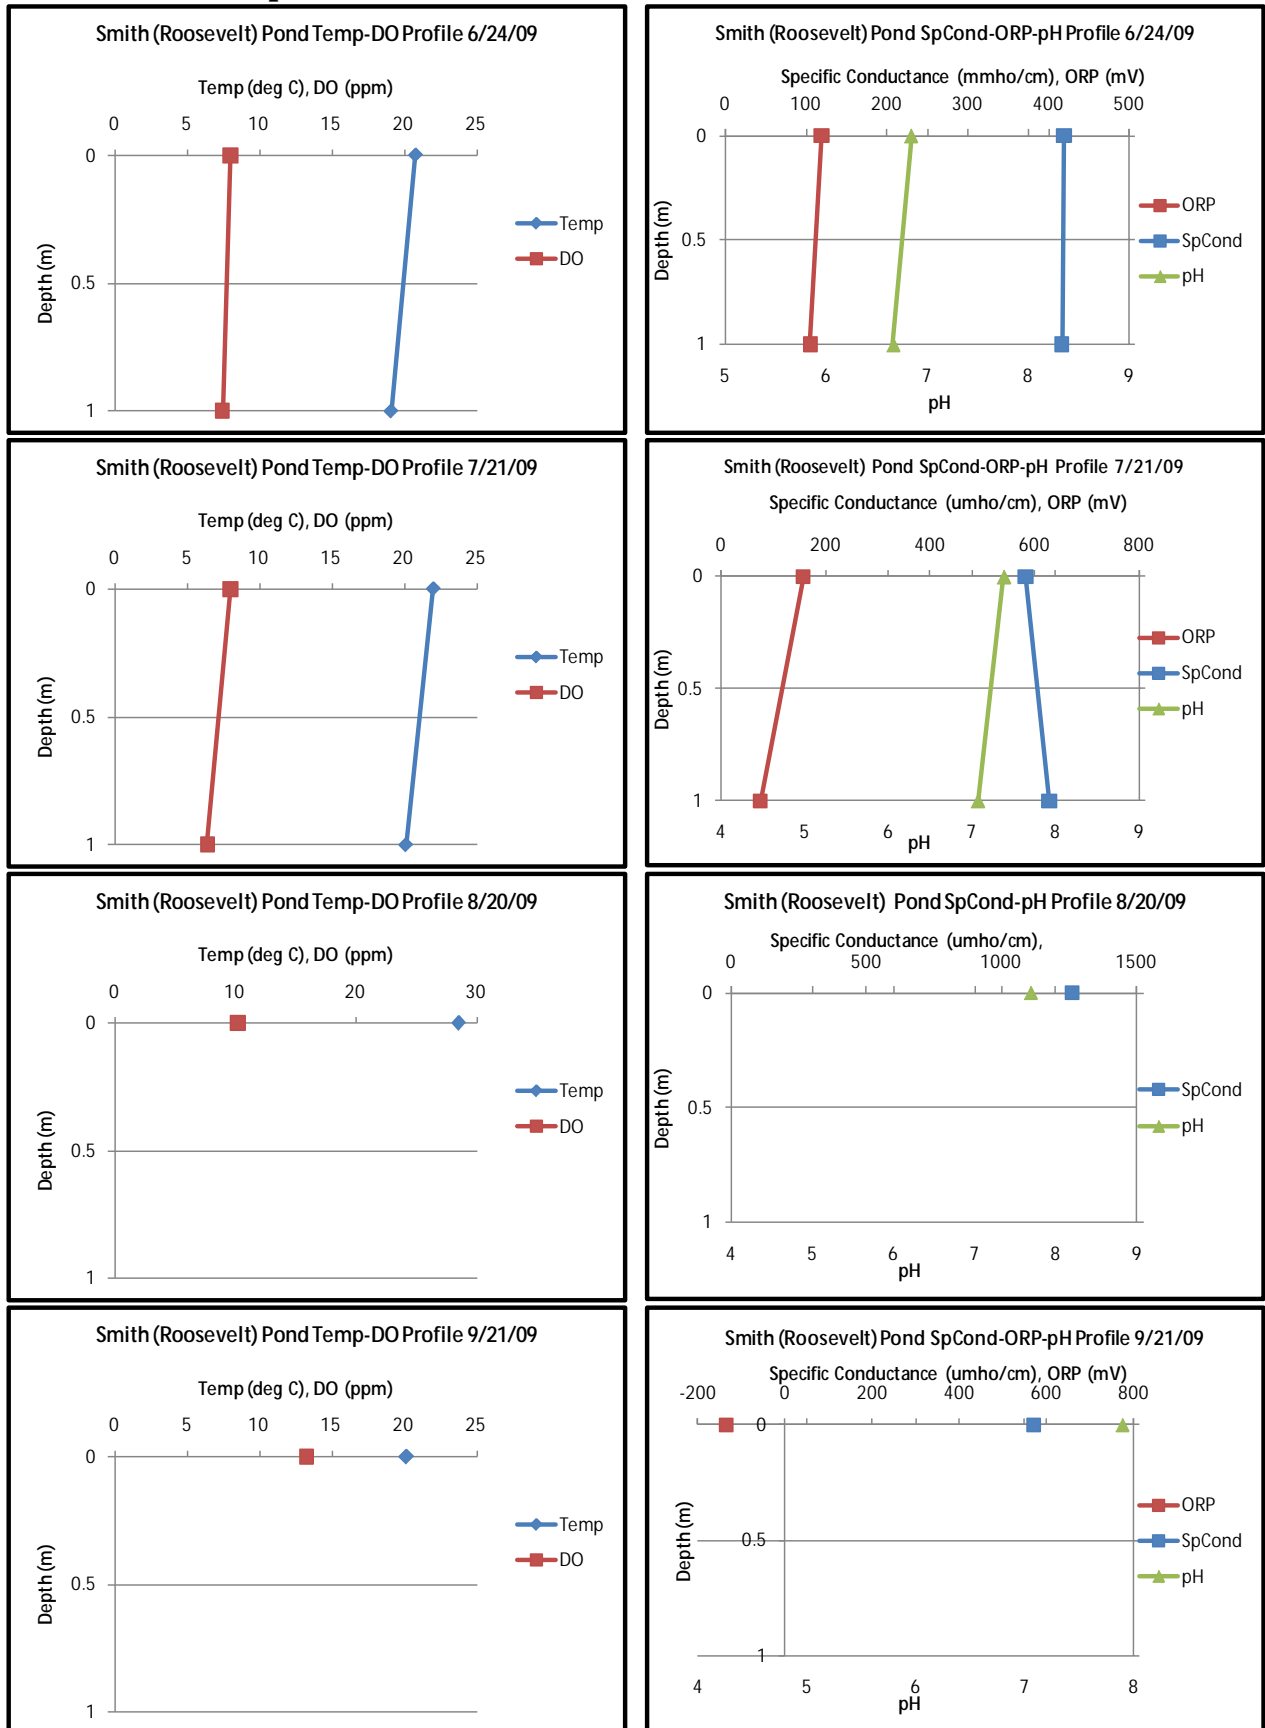 Smith (Roosevelt) Pond Temp-DO Profile 6/24/09
Temp (deg C), DO (ppm)
0 5 10 15 20 25
0
0.5
1
Depth (m)
Temp
DO
Smith (Roosevelt) Pond SpCond-ORP-pH Profile 6/24/09
Specific Conductance (mmho/cm), ORP (mV)
0 100 200 300 400 500
0
0.5
1
Depth (m)
5 6 7 8 9
pH
ORP
SpCond
pH
Smith (Roosevelt) Pond Temp-DO Profile 7/21/09
Temp (deg C), DO (ppm)
0 5 10 15 20 25
0
0.5
1
Depth (m)
Temp
DO
Smith (Roosevelt) Pond SpCond-ORP-pH Profile 7/21/09
Specific Conductance (umho/cm), ORP (mV)
0 200 400 600 800
0
0.5
1
Depth (m)
4 5 6 7 8 9
pH
ORP
SpCond
pH
Smith (Roosevelt) Pond Temp-DO Profile 8/20/09
Temp (deg C), DO (ppm)
0 10 20 30
0
0.5
1
Depth (m)
Temp
DO
Smith (Roosevelt) Pond SpCond-pH Profile 8/20/09
Specific Conductance (umho/cm),
0 500 1000 1500
0
0.5
1
Depth (m)
4 5 6 7 8 9
pH
SpCond
pH
Smith (Roosevelt) Pond Temp-DO Profile 9/21/09
Temp (deg C), DO (ppm)
0 5 10 15 20 25
0
0.5
1
Depth (m)
Temp
DO
Smith (Roosevelt) Pond SpCond-ORP-pH Profile 9/21/09
Specific Conductance (umho/cm), ORP (mV)
-200 0 200 400 600 800
0
0.5
1
Depth (m)
4 5 6 7 8
pH
ORP
SpCond
pH